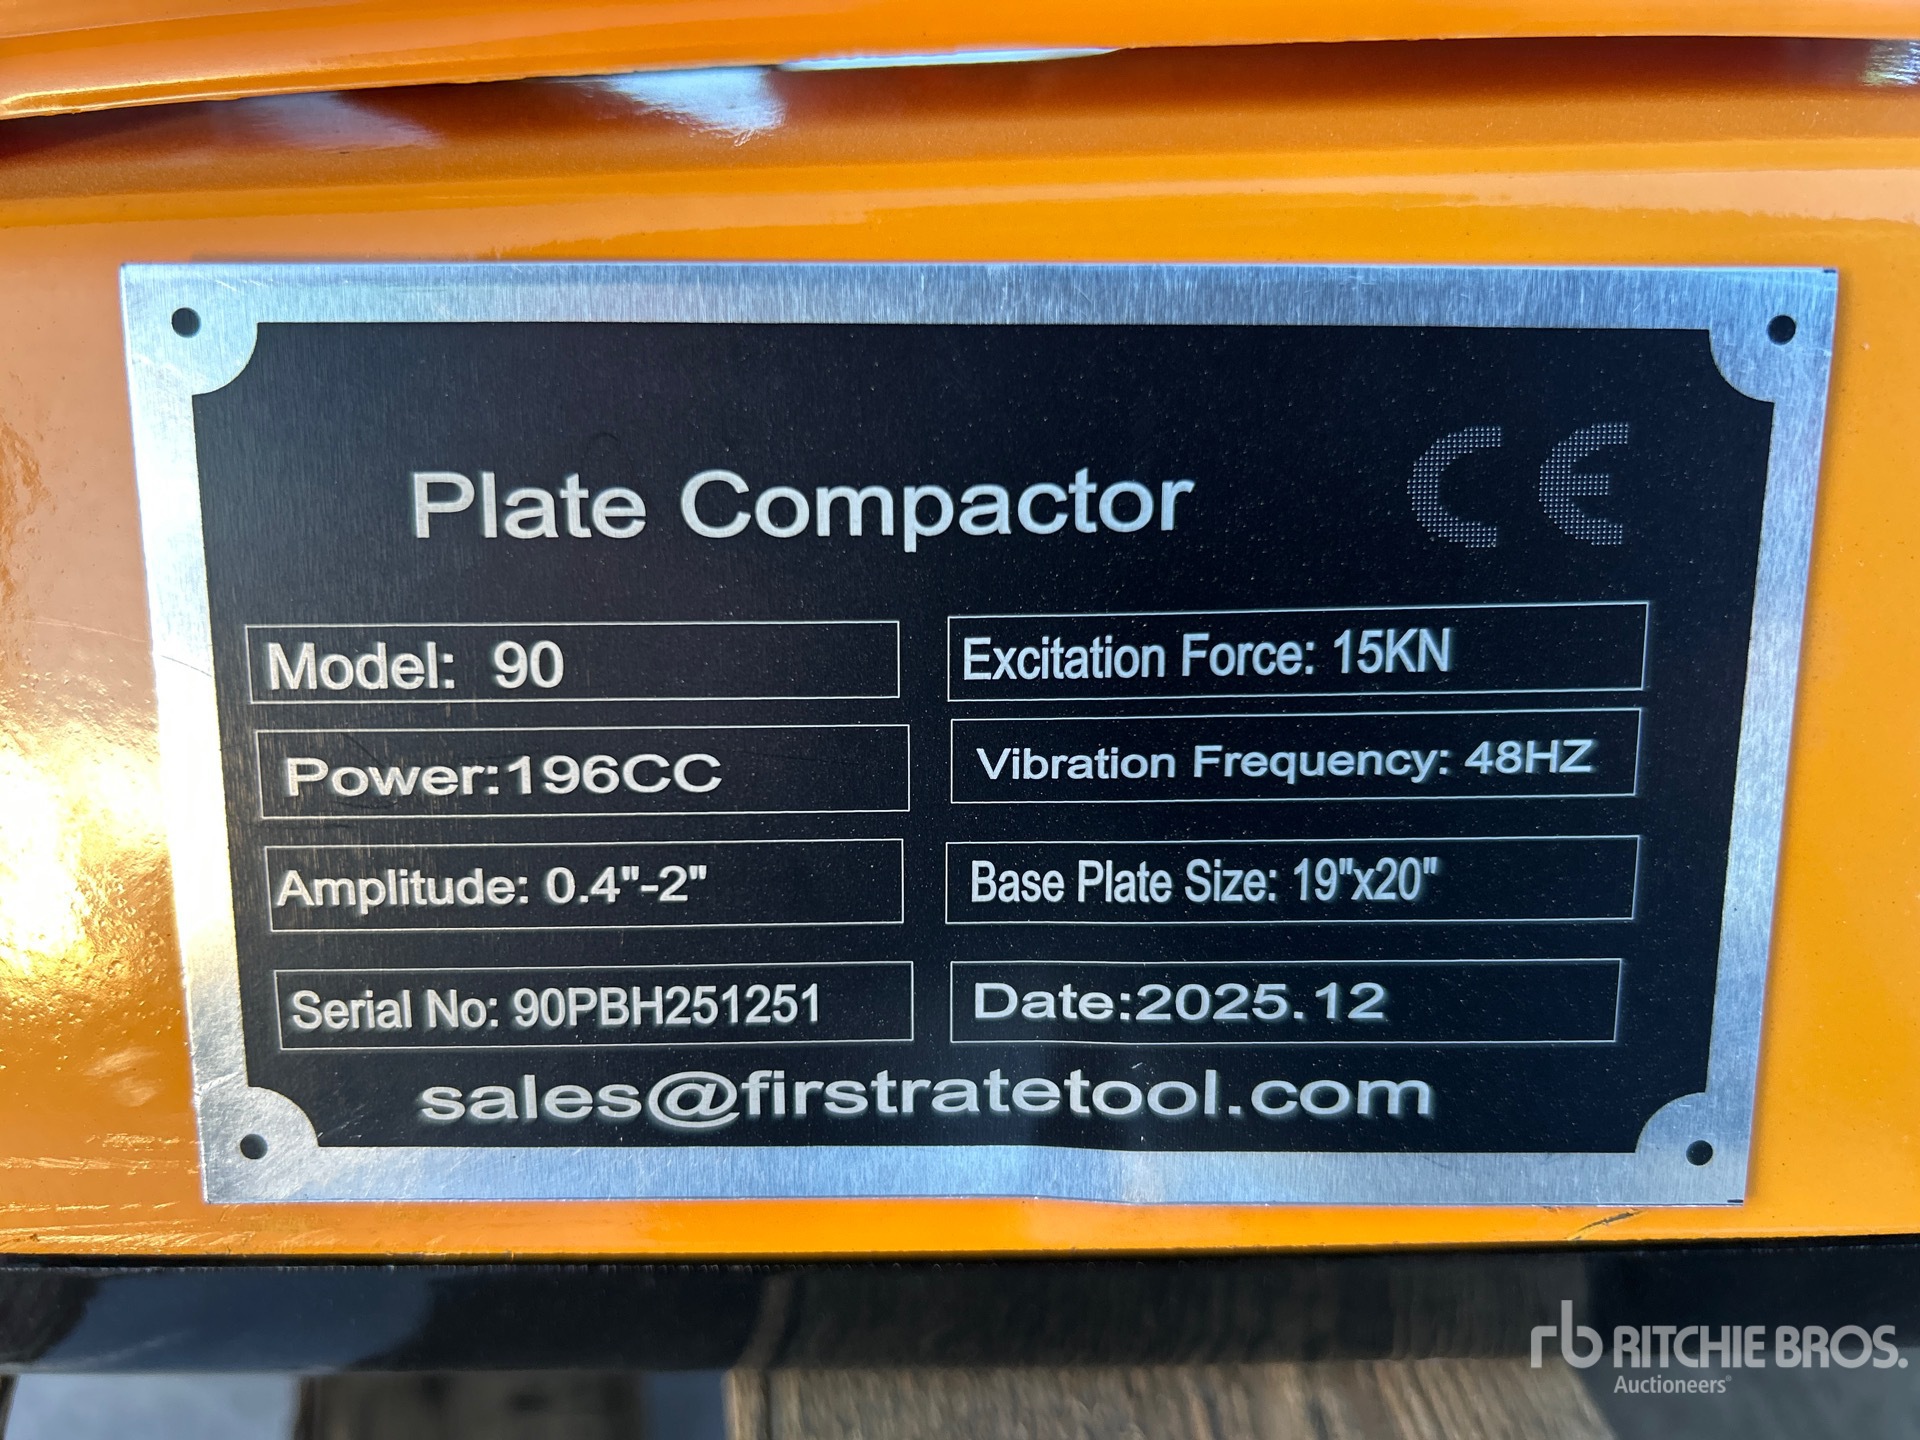 Plate Compactor CE
Model: 90
Excitation Force: 15KN
Power:196CC
Vibration Frequency: 48HZ
Amplitude: 0.4"-2"
Base Plate Size: 19"x20"
Serial No: 90PBH251251
Date:2025.12
sales@firstratetool.com
rb RITCHIE BROS.
Auctioneers